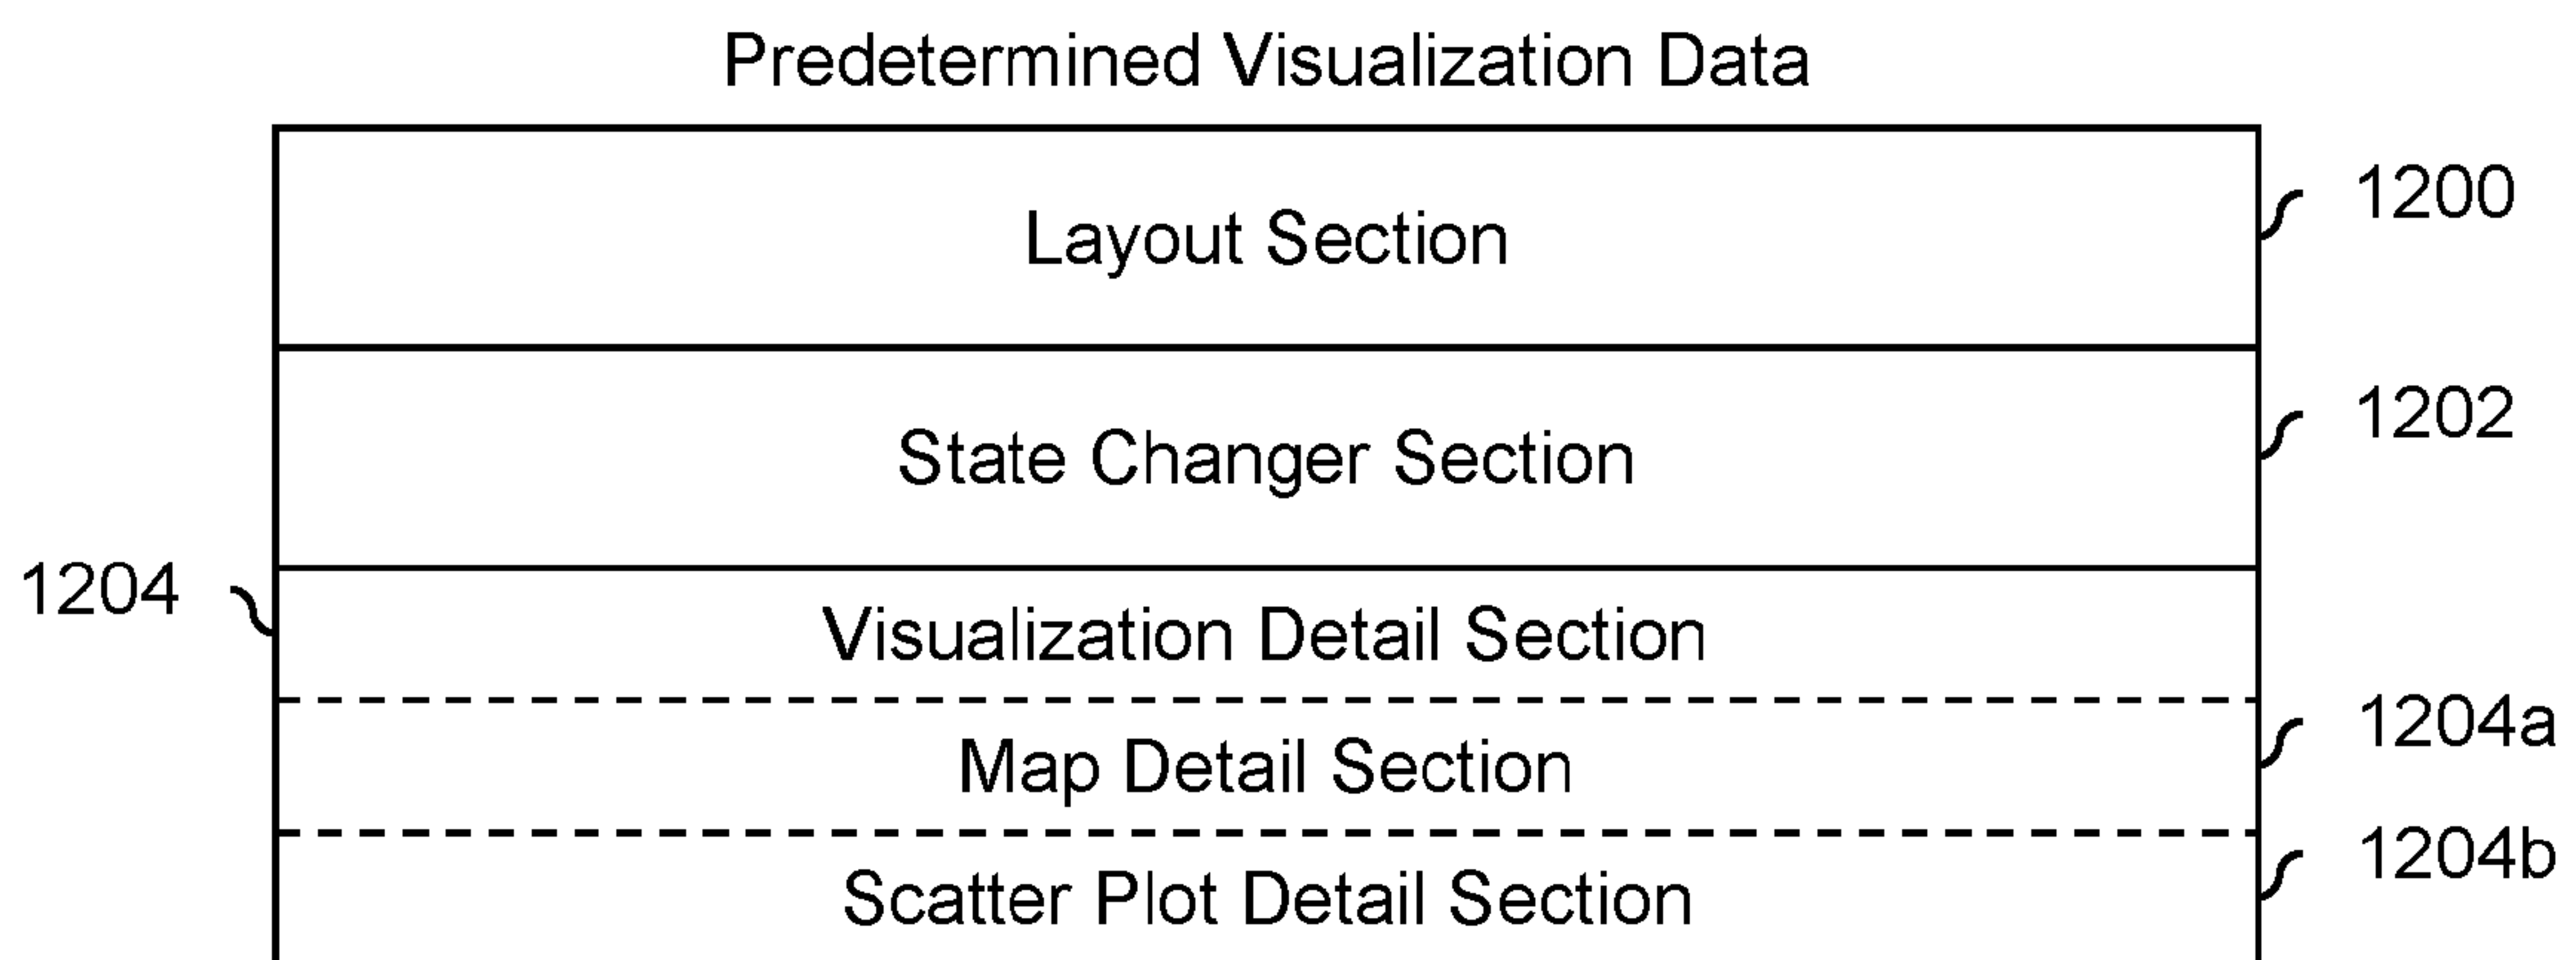 Predetermined Visualization Data
Layout Section
1200
State Changer Section
1202
1204
Visualization Detail Section
Map Detail Section
1204a
Scatter Plot Detail Section
1204b